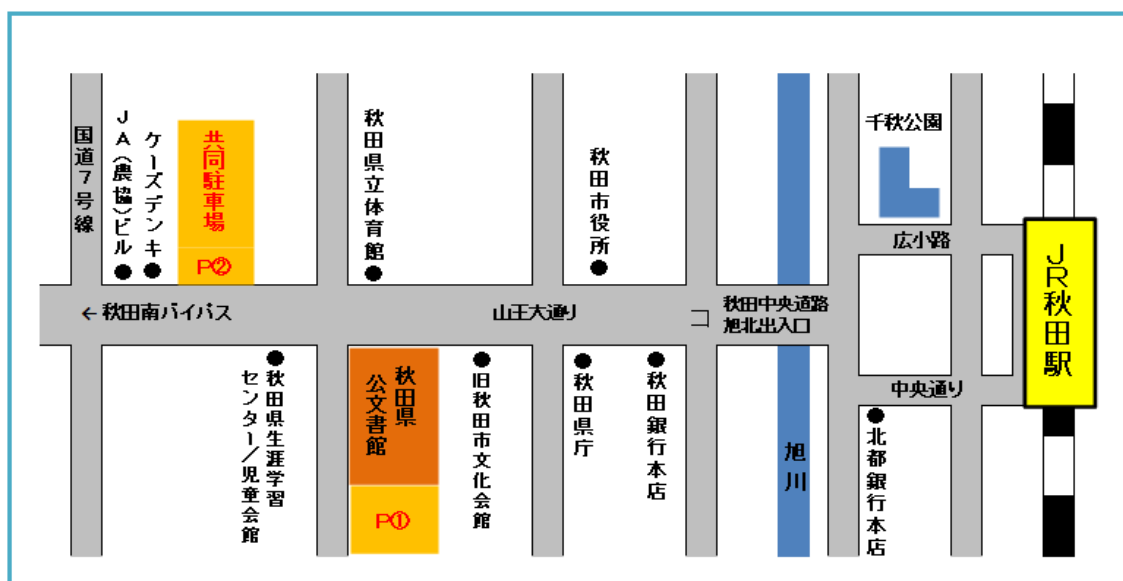 国道7号線
JA(農協)ビル
ケーズデンキ
共同駐車場
P②
秋田県立体育館
秋田市役所
千秋公園
広小路
JR秋田駅
←秋田南バイパス
山王大通り
秋田中央道路
旭北出入口
中央通り
秋田県生涯学習
センター/児童会館
秋田県
公文書館
P①
旧秋田市文化会館
秋田県庁
秋田銀行本店
旭川
北都銀行本店